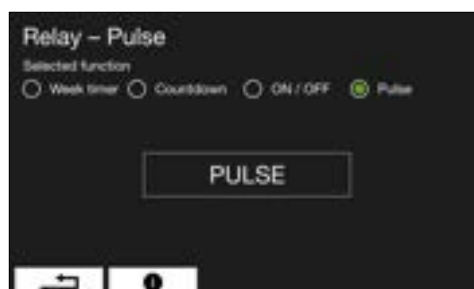 Relay – Pulse
Selected function
Week timer Countdown ON / OFF Pulse
PULSE